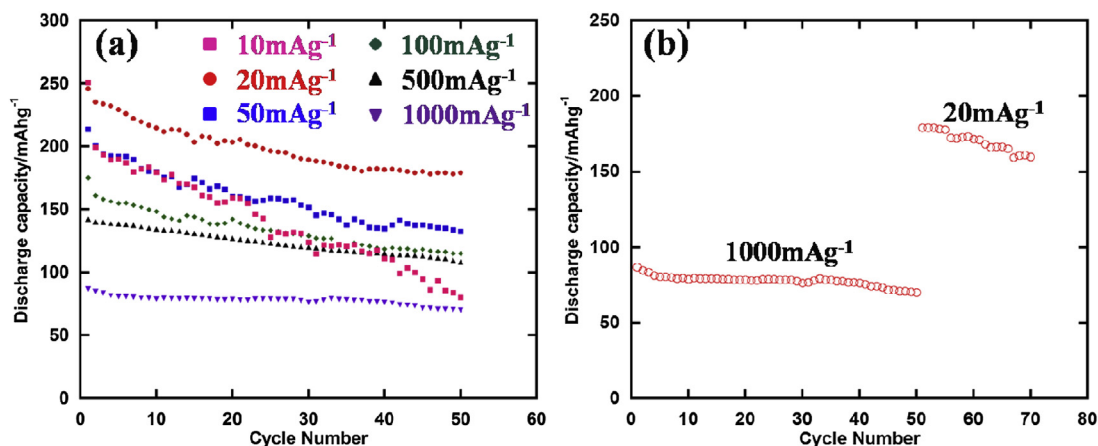 (a)
10mAg⁻¹
20mAg⁻¹
50mAg⁻¹
100mAg⁻¹
500mAg⁻¹
1000mAg⁻¹
Discharge capacity/mAhg⁻¹
300
250
200
150
100
50
0
0 10 20 30 40 50 60
Cycle Number
(b)
20mAg⁻¹
1000mAg⁻¹
Discharge capacity/mAhg⁻¹
250
200
150
100
50
0
0 10 20 30 40 50 60 70 80
Cycle Number